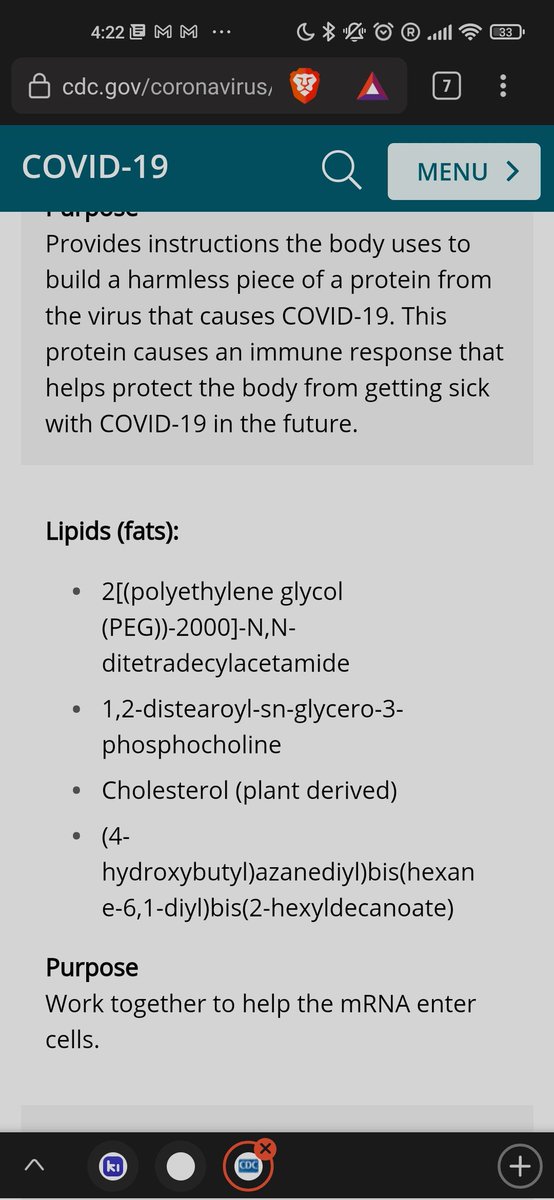 4:22 M M ...
R 33
cdc.gov/coronavirus/ 7
COVID-19 MENU
Purpose
Provides instructions the body uses to
build a harmless piece of a protein from
the virus that causes COVID-19. This
protein causes an immune response that
helps protect the body from getting sick
with COVID-19 in the future.
Lipids (fats):
• 2[(polyethylene glycol
(PEG))-2000]-N,N-
ditetradecylacetamide
• 1,2-distearoyl-sn-glycero-3-
phosphocholine
• Cholesterol (plant derived)
• (4-
hydroxybutyl)azanediyl)bis(hexan
e-6,1-diyl)bis(2-hexyldecanoate)
Purpose
Work together to help the mRNA enter
cells.
ki CDC